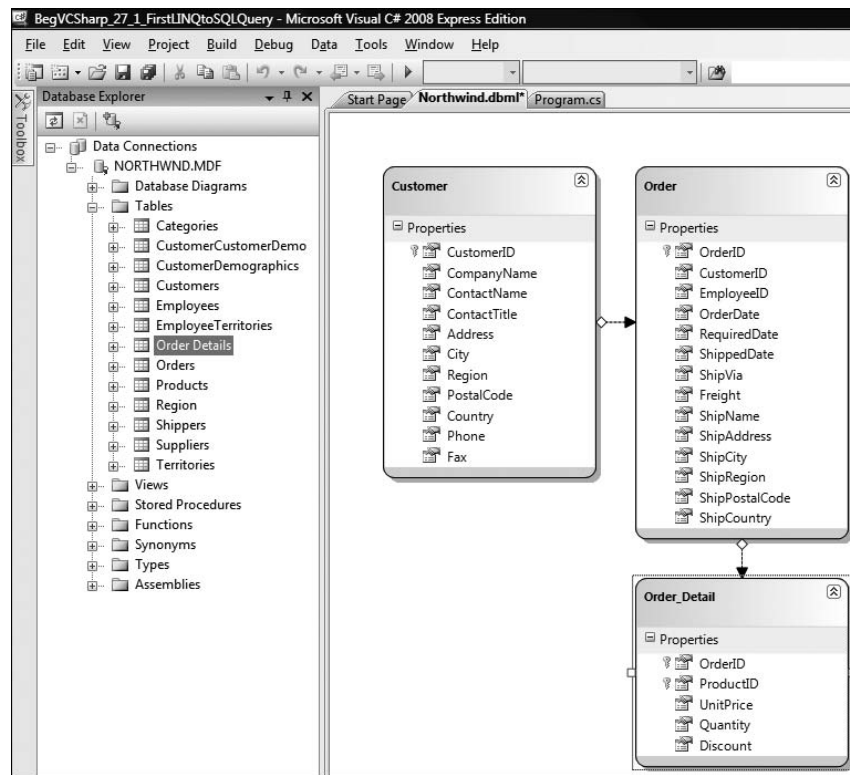 BegVCSharp_27_1_FirstLINQtoSQLQuery - Microsoft Visual C# 2008 Express Edition
File Edit View Project Build Debug Data Tools Window Help
Toolbox
Database Explorer
Data Connections
NORTHWND.MDF
Database Diagrams
Tables
Categories
CustomerCustomerDemo
CustomerDemographics
Customers
Employees
EmployeeTerritories
Order Details
Orders
Products
Region
Shippers
Suppliers
Territories
Views
Stored Procedures
Functions
Synonyms
Types
Assemblies
Start Page Northwind.dbml* Program.cs
Customer
Properties
CustomerID
CompanyName
ContactName
ContactTitle
Address
City
Region
PostalCode
Country
Phone
Fax
Order
Properties
OrderID
CustomerID
EmployeeID
OrderDate
RequiredDate
ShippedDate
ShipVia
Freight
ShipName
ShipAddress
ShipCity
ShipRegion
ShipPostalCode
ShipCountry
Order_Detail
Properties
OrderID
ProductID
UnitPrice
Quantity
Discount